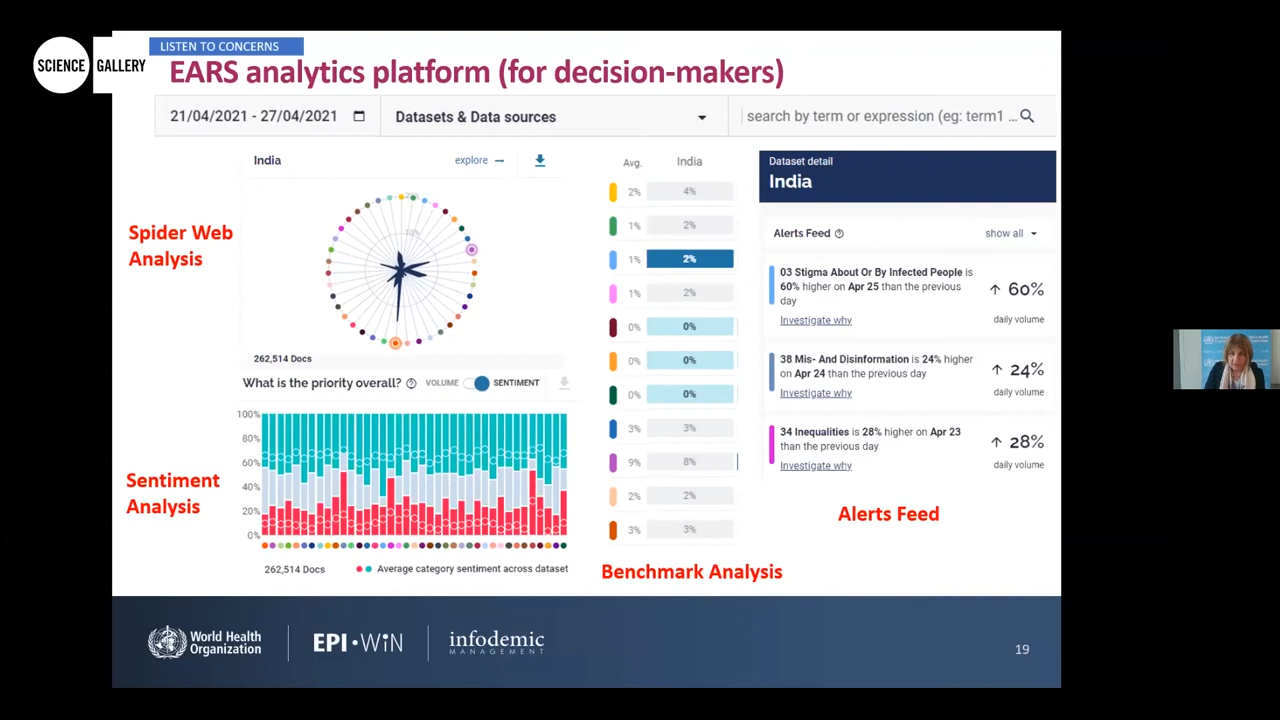 LISTEN TO CONCERNS
SCIENCE GALLERY
EARS analytics platform (for decision-makers)
21/04/2021 - 27/04/2021
Datasets & Data sources
search by term or expression (eg: term1 ...
India
explore
Spider Web
Analysis
10%
262,514 Docs
What is the priority overall?
VOLUME
SENTIMENT
100%
80%
60%
40%
20%
0%
Sentiment
Analysis
262,514 Docs
Average category sentiment across dataset
Avg. India
2% 4%
1% 2%
1% 2%
1% 2%
0% 0%
0% 0%
0% 0%
3% 3%
9% 8%
2% 2%
3% 3%
Benchmark Analysis
Dataset detail
India
Alerts Feed
show all
03 Stigma About Or By Infected People is
60% higher on Apr 25 than the previous
day
Investigate why
↑ 60%
daily volume
38 Mis- And Disinformation is 24% higher
on Apr 24 than the previous day
Investigate why
↑ 24%
daily volume
34 Inequalities is 28% higher on Apr 23
than the previous day
Investigate why
↑ 28%
daily volume
Alerts Feed
World Health
Organization
EPI·WiN
infodemic
MANAGEMENT
19